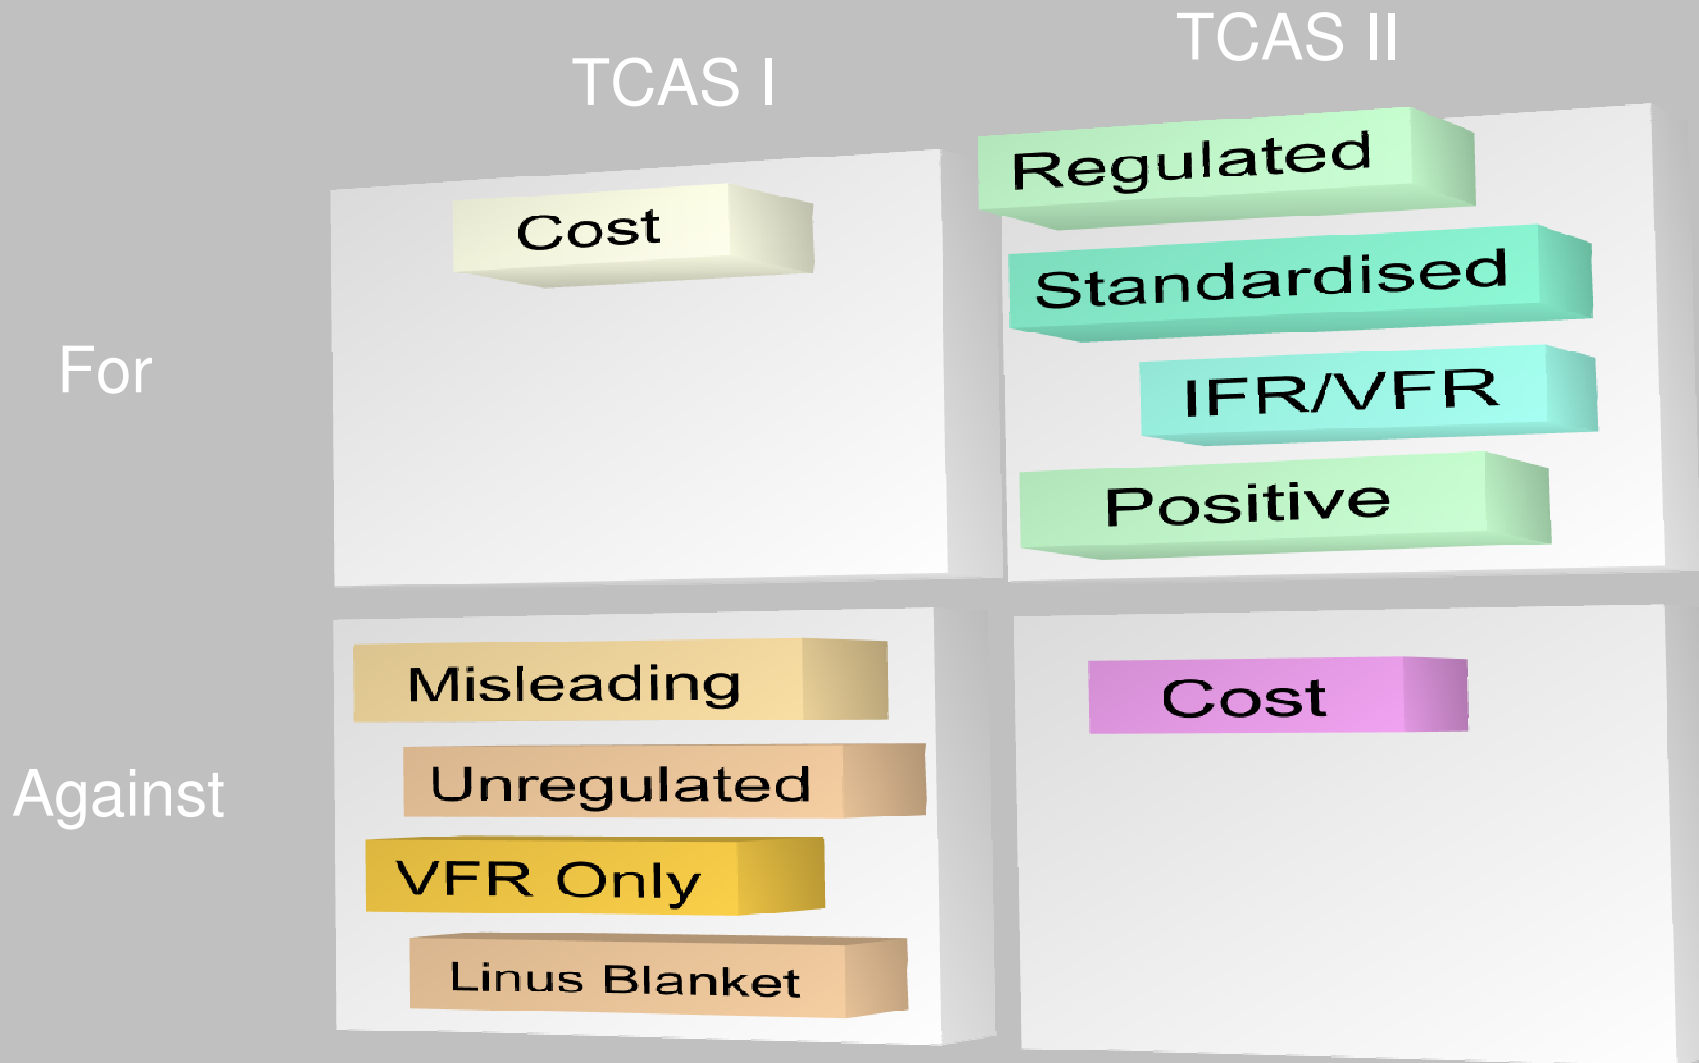 TCAS I
TCAS II
For
Cost
Regulated
Standardised
IFR/VFR
Positive
Against
Misleading
Unregulated
VFR Only
Linus Blanket
Cost